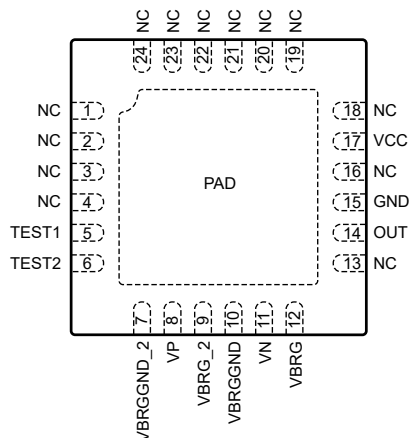 NC NC NC NC NC NC
24 23 22 21 20 19
NC 1 18 NC
NC 2 17 VCC
NC 3 16 NC
PAD
NC 4 15 GND
TEST1 5 14 OUT
TEST2 6 13 NC
7 8 9 10 11 12
VBRGGND_2 VP VBRG_2 VBRGGND VN VBRG